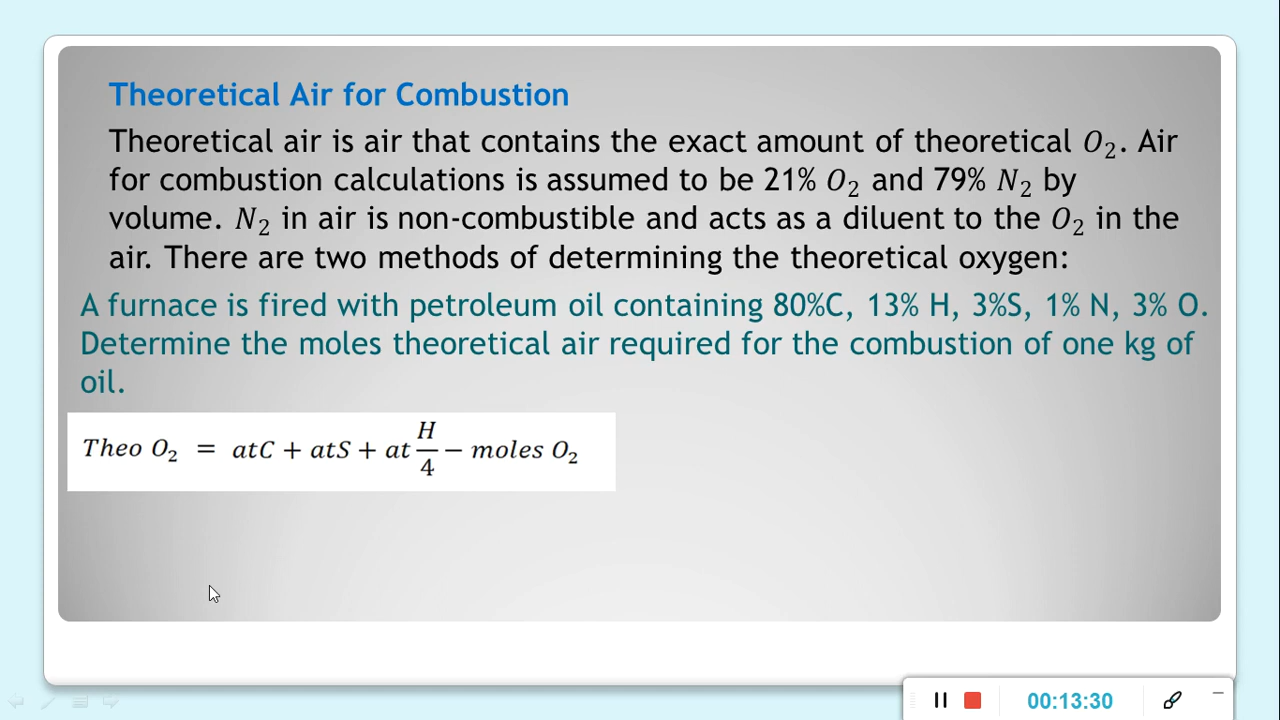 Theoretical Air for Combustion
Theoretical air is air that contains the exact amount of theoretical O₂. Air
for combustion calculations is assumed to be 21% O₂ and 79% N₂ by
volume. N₂ in air is non-combustible and acts as a diluent to the O₂ in the
air. There are two methods of determining the theoretical oxygen:
A furnace is fired with petroleum oil containing 80%C, 13% H, 3%S, 1% N, 3% O.
Determine the moles theoretical air required for the combustion of one kg of
oil.
Theo O₂ = atC + atS + at H/4 − moles O₂
00:13:30